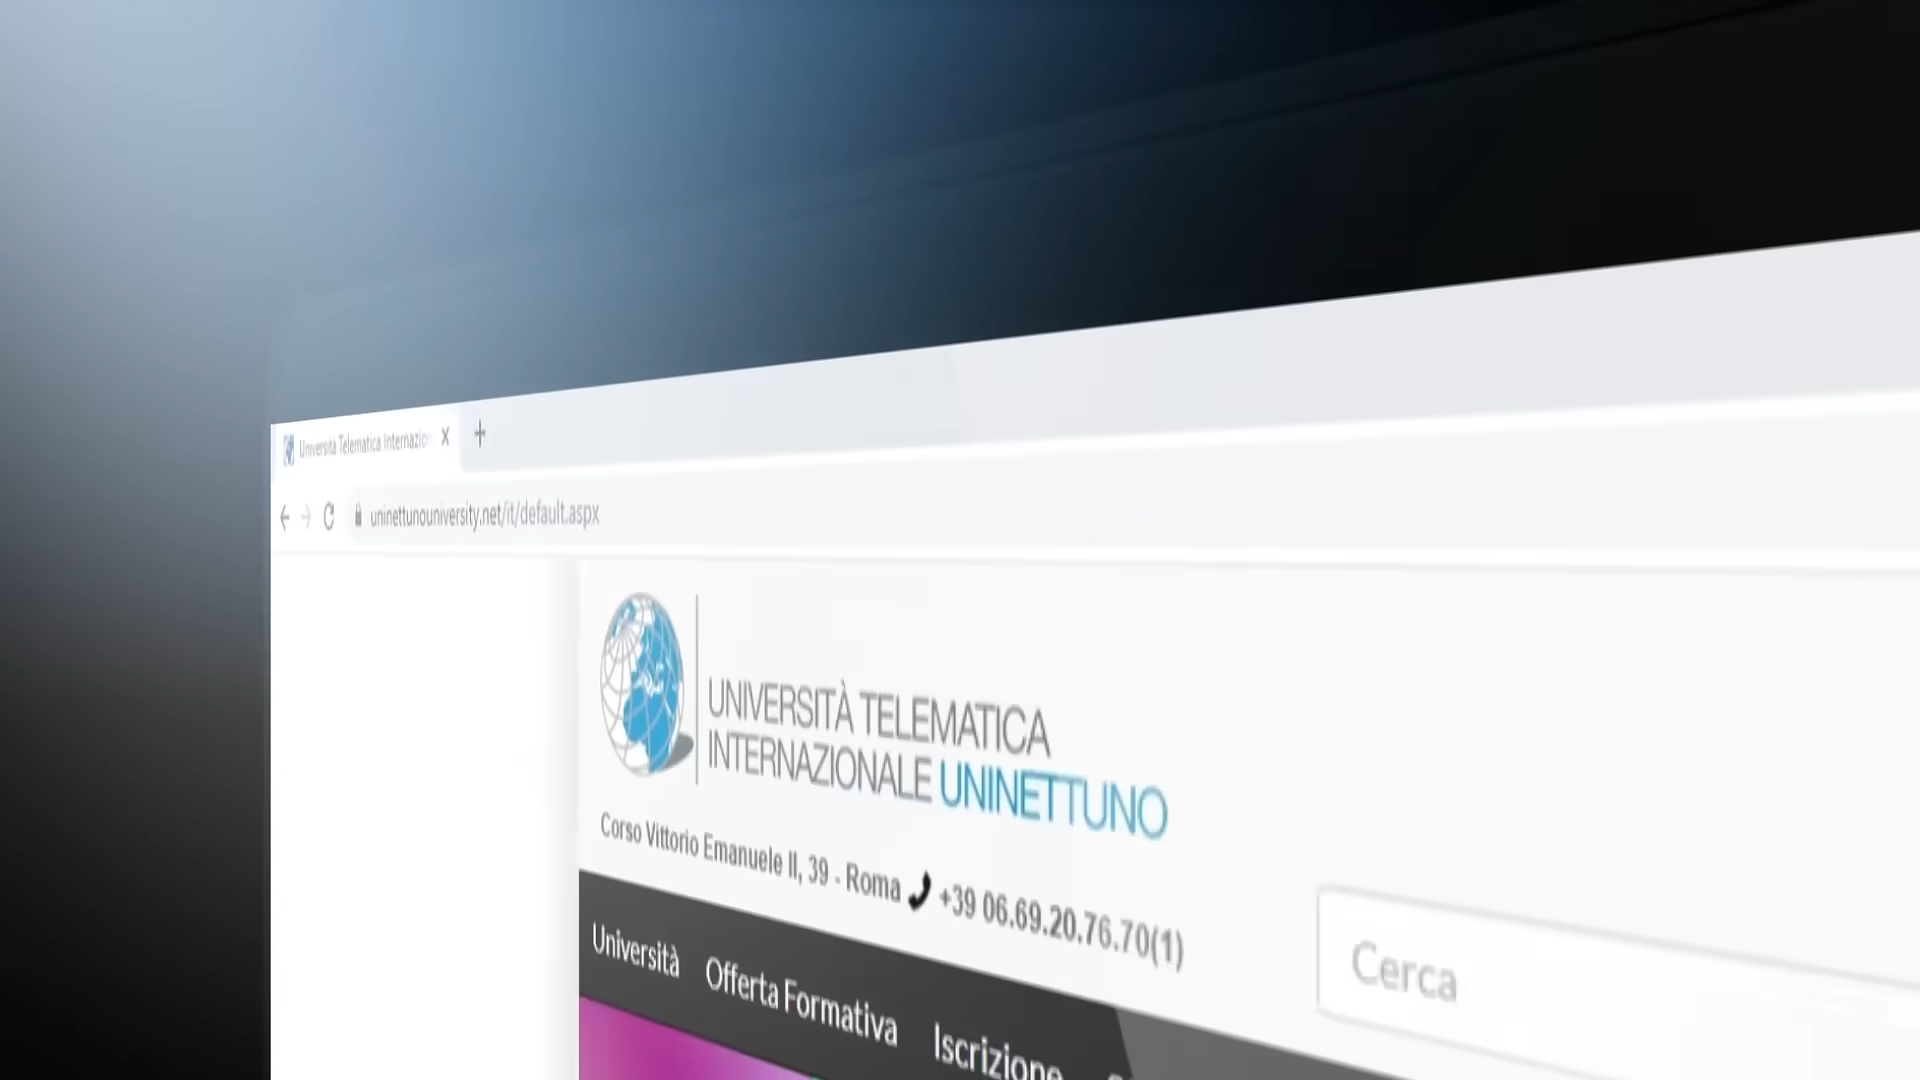 Università Telematica Internazio
uninettunouniversity.net/it/default.aspx
UNIVERSITÀ TELEMATICA
INTERNAZIONALE UNINETTUNO
Corso Vittorio Emanuele II, 39 - Roma +39 06.69.20.76.70(1)
Cerca
Università Offerta Formativa Iscrizione